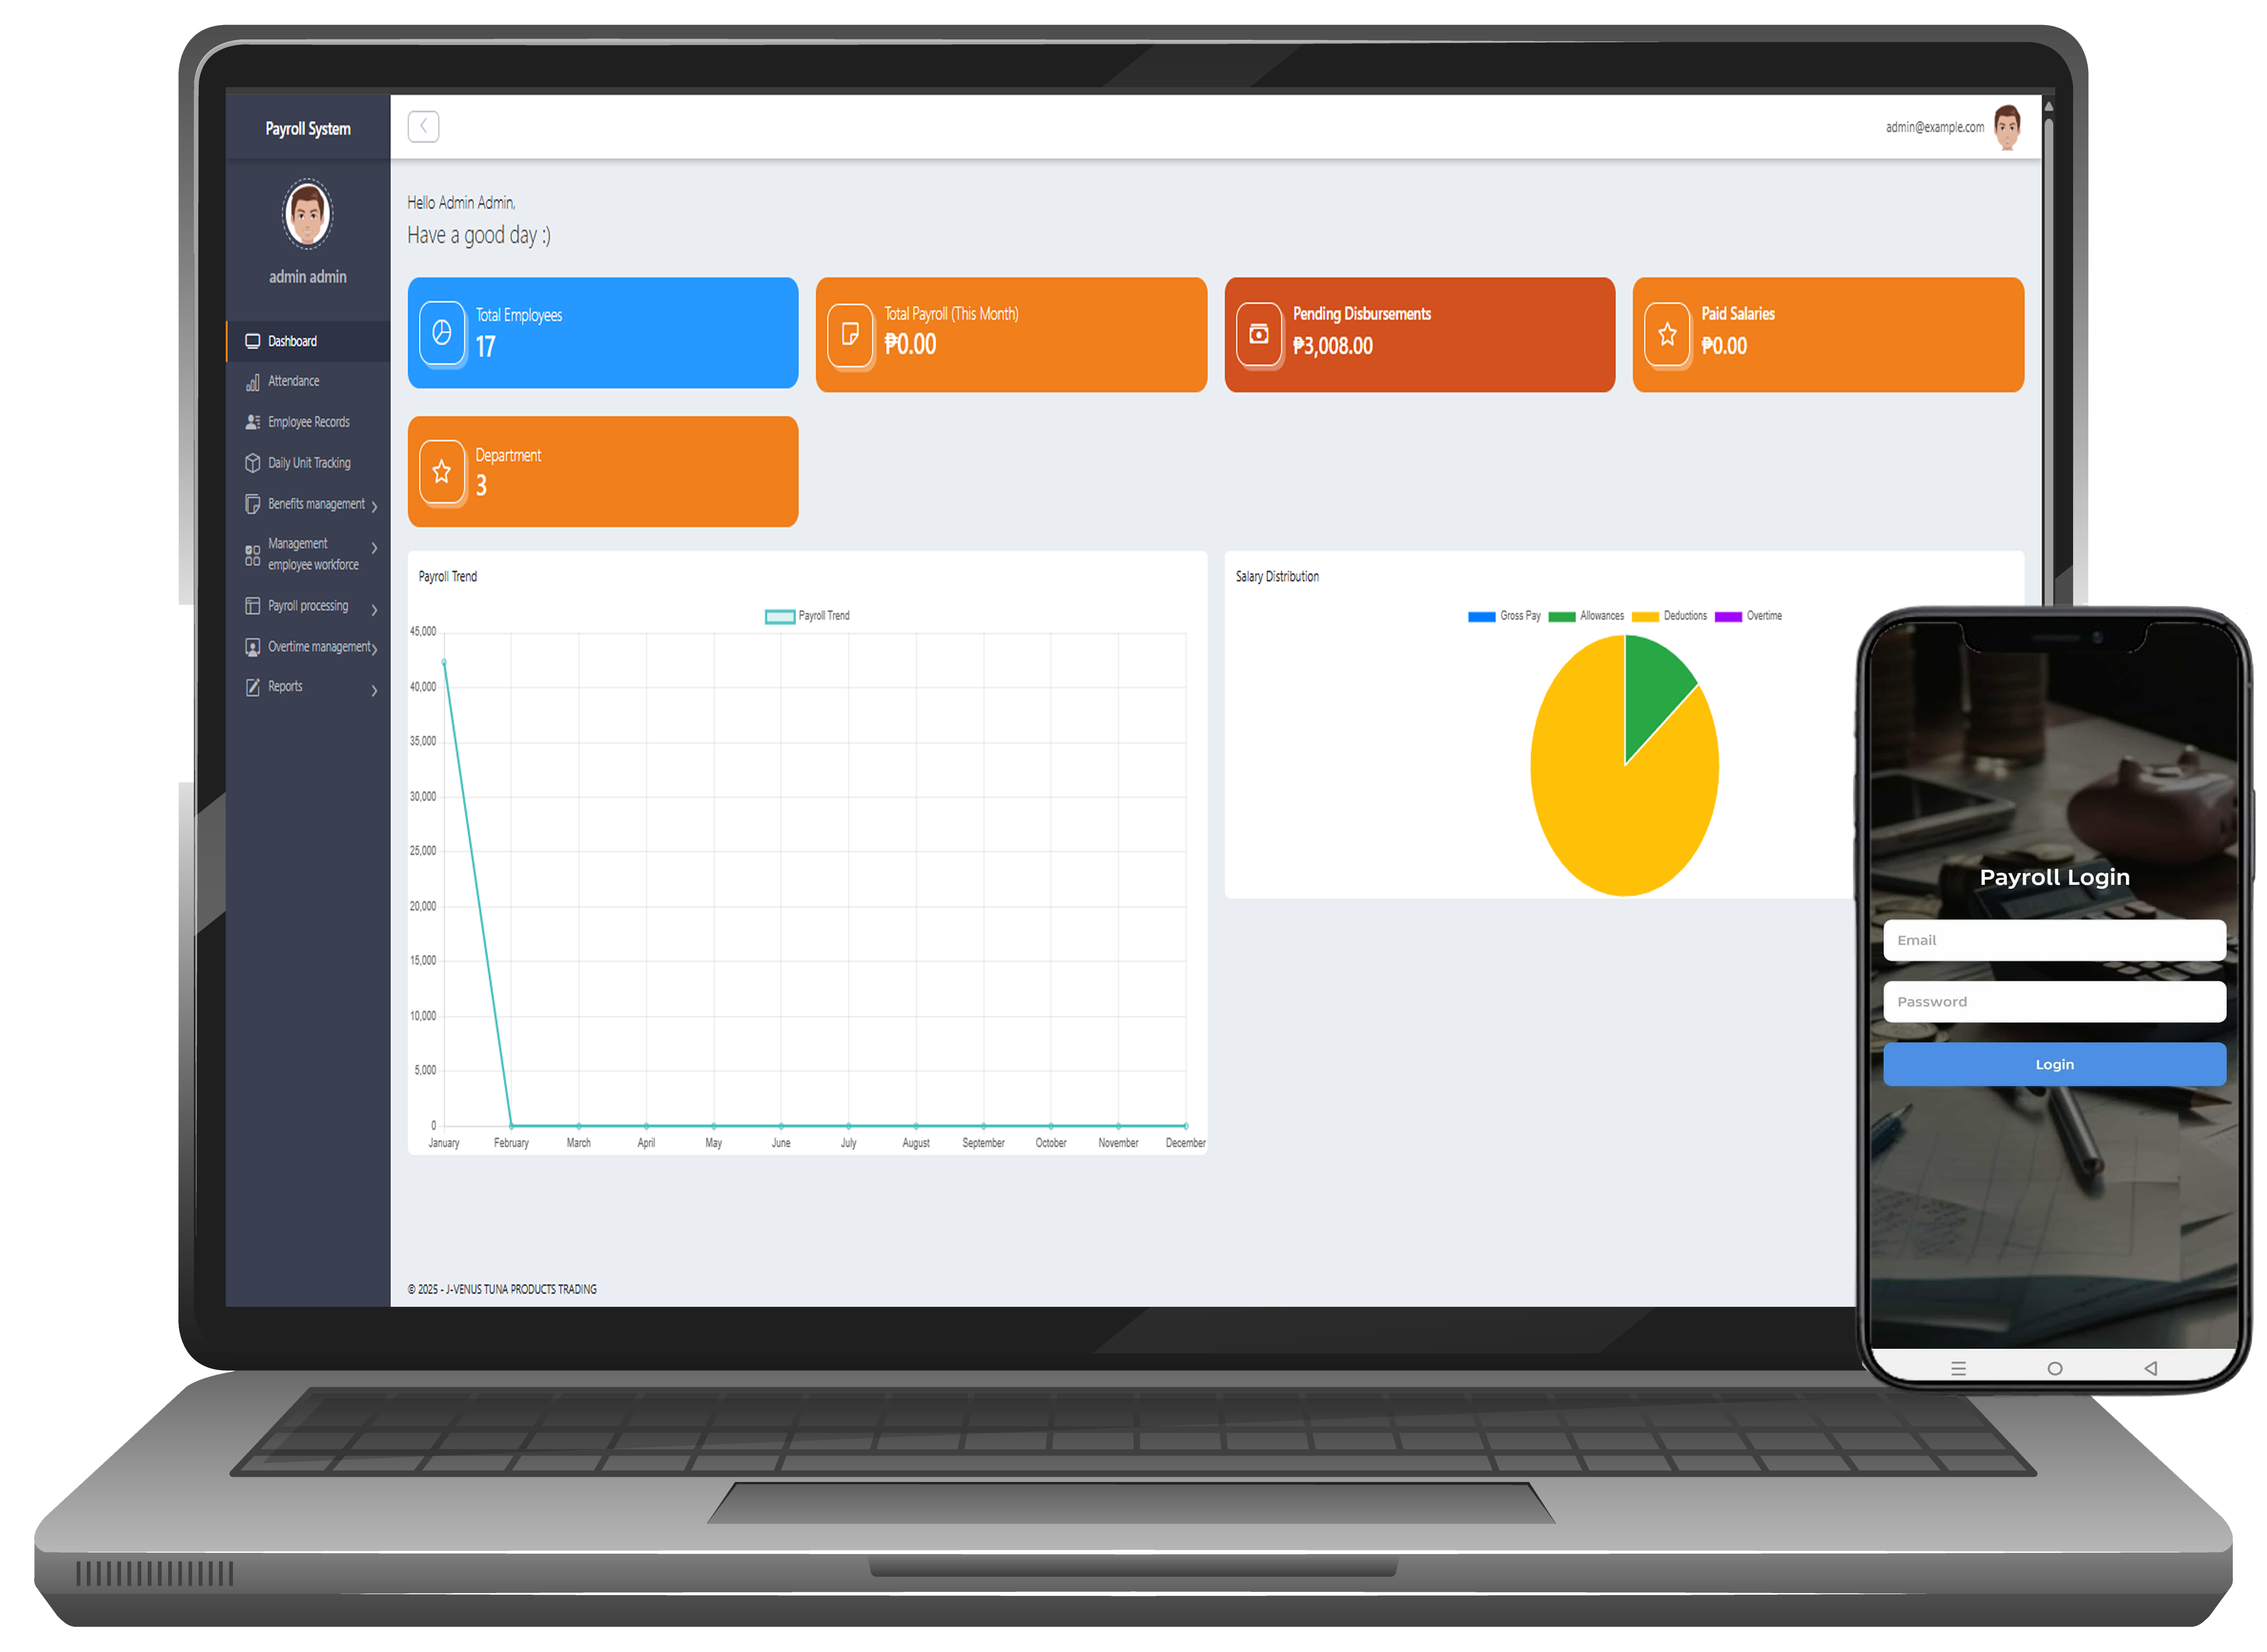 Payroll System
admin@example.com
admin admin
Dashboard
Attendance
Employee Records
Daily Unit Tracking
Benefits management
Management
employee workforce
Payroll processing
Overtime management
Reports
Hello Admin Admin,
Have a good day :)
Total Employees
17
Total Payroll (This Month)
₱0.00
Pending Disbursements
₱3,008.00
Paid Salaries
₱0.00
Department
3
Payroll Trend
Payroll Trend
45,000
40,000
35,000
30,000
25,000
20,000
15,000
10,000
5,000
0
January February March April May June July August September October November December
Salary Distribution
Gross Pay Allowances Deductions Overtime
© 2025 - J-VENUS TUNA PRODUCTS TRADING
Payroll Login
Email
Password
Login